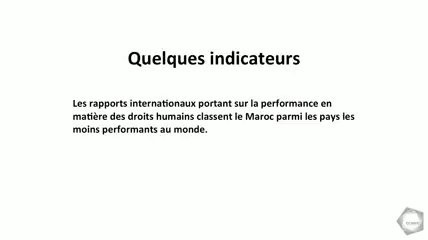 Quelques indicateurs
Les rapports internationaux portant sur la performance en
matière des droits humains classent le Maroc parmi les pays les
moins performants au monde.